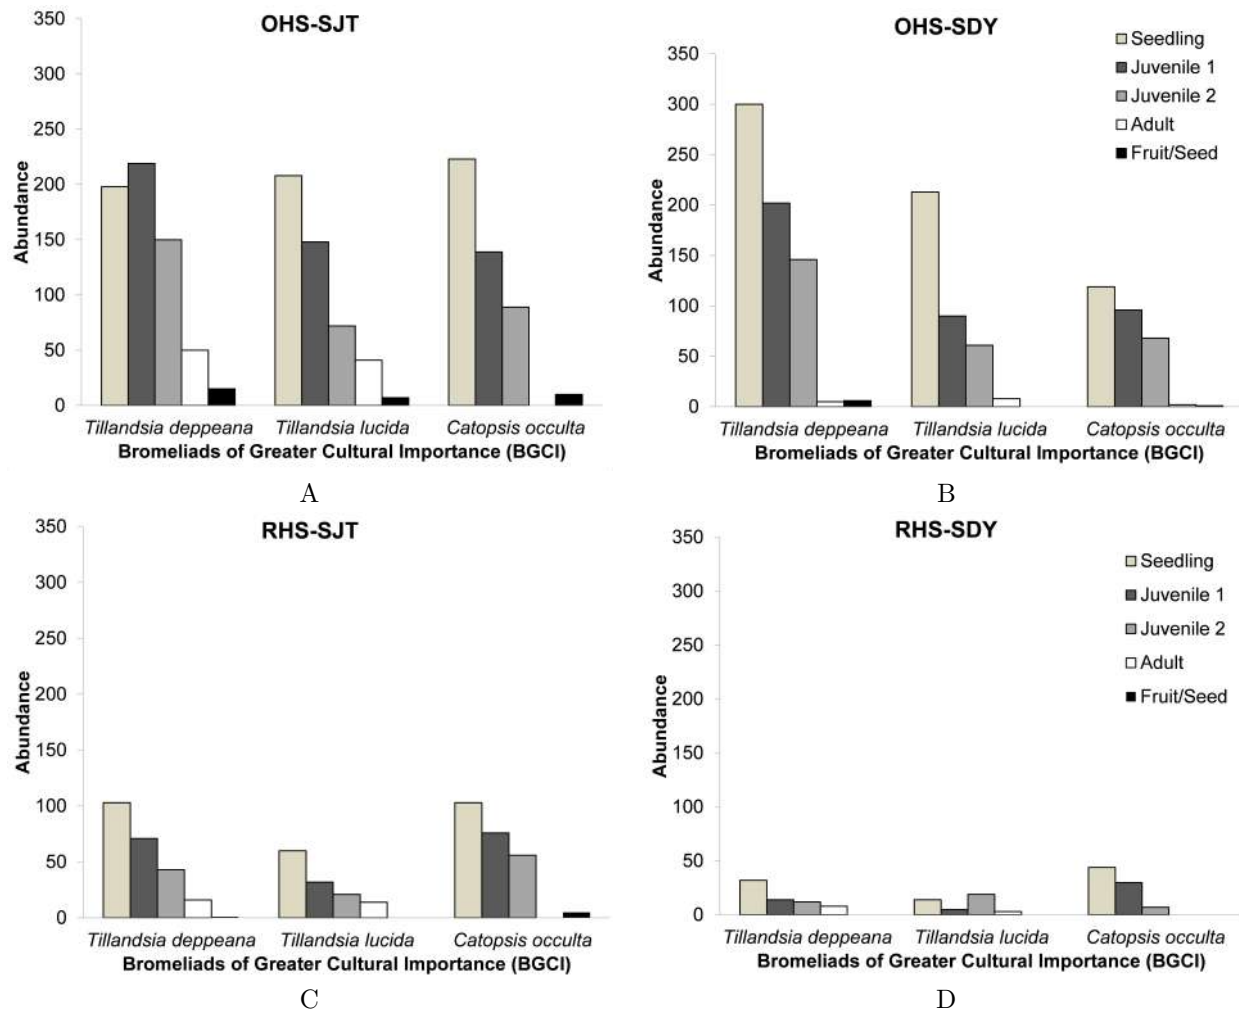 OHS-SJT
350
300
250
200
150
100
50
0
Abundance
Tillandsia deppeana Tillandsia lucida Catopsis occulta
Bromeliads of Greater Cultural Importance (BGCI)
A
OHS-SDY
350
300
250
200
150
100
50
0
Abundance
Seedling
Juvenile 1
Juvenile 2
Adult
Fruit/Seed
Tillandsia deppeana Tillandsia lucida Catopsis occulta
Bromeliads of Greater Cultural Importance (BGCI)
B
RHS-SJT
350
300
250
200
150
100
50
0
Abundance
Tillandsia deppeana Tillandsia lucida Catopsis occulta
Bromeliads of Greater Cultural Importance (BGCI)
C
RHS-SDY
350
300
250
200
150
100
50
0
Abundance
Seedling
Juvenile 1
Juvenile 2
Adult
Fruit/Seed
Tillandsia deppeana Tillandsia lucida Catopsis occulta
Bromeliads of Greater Cultural Importance (BGCI)
D